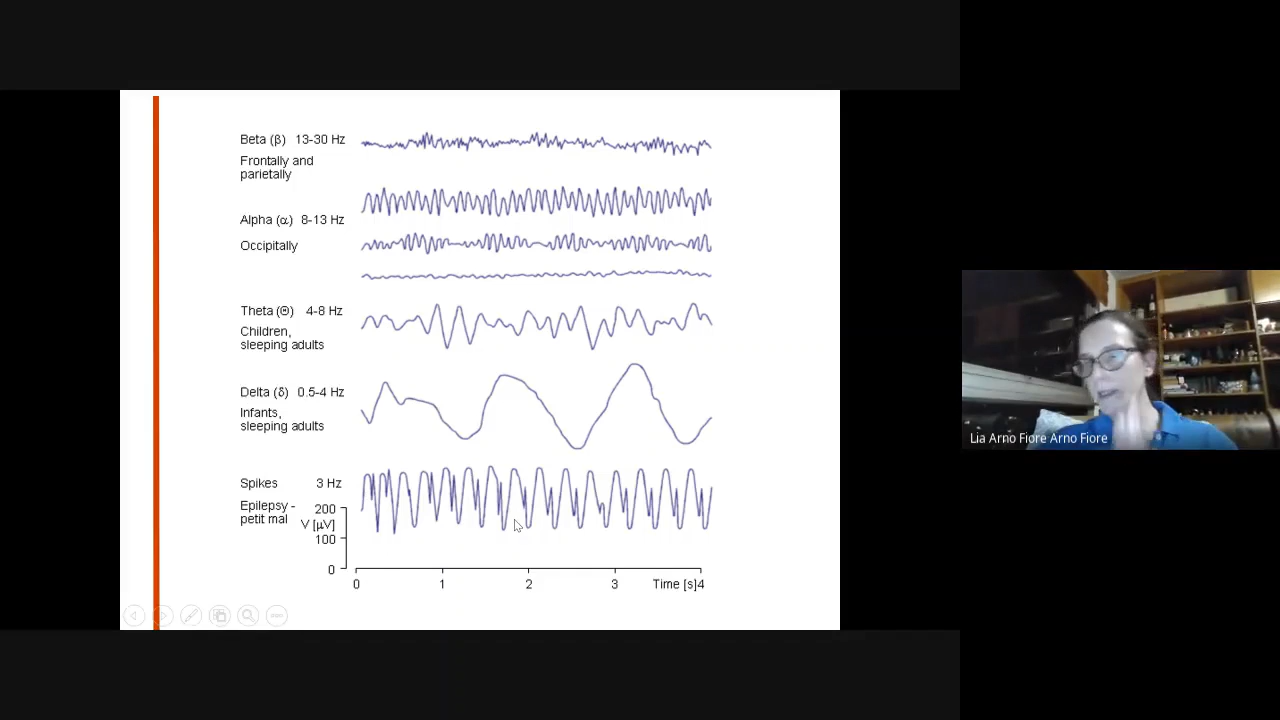 Beta (β) 13-30 Hz
Frontally and
parietally
Alpha (α) 8-13 Hz
Occipitally
Theta (Θ) 4-8 Hz
Children,
sleeping adults
Delta (δ) 0.5-4 Hz
Infants,
sleeping adults
Spikes 3 Hz
Epilepsy -
petit mal
200
V [µV]
100
0
0 1 2 3 Time [s]4
Lia Arno Fiore Arno Fiore